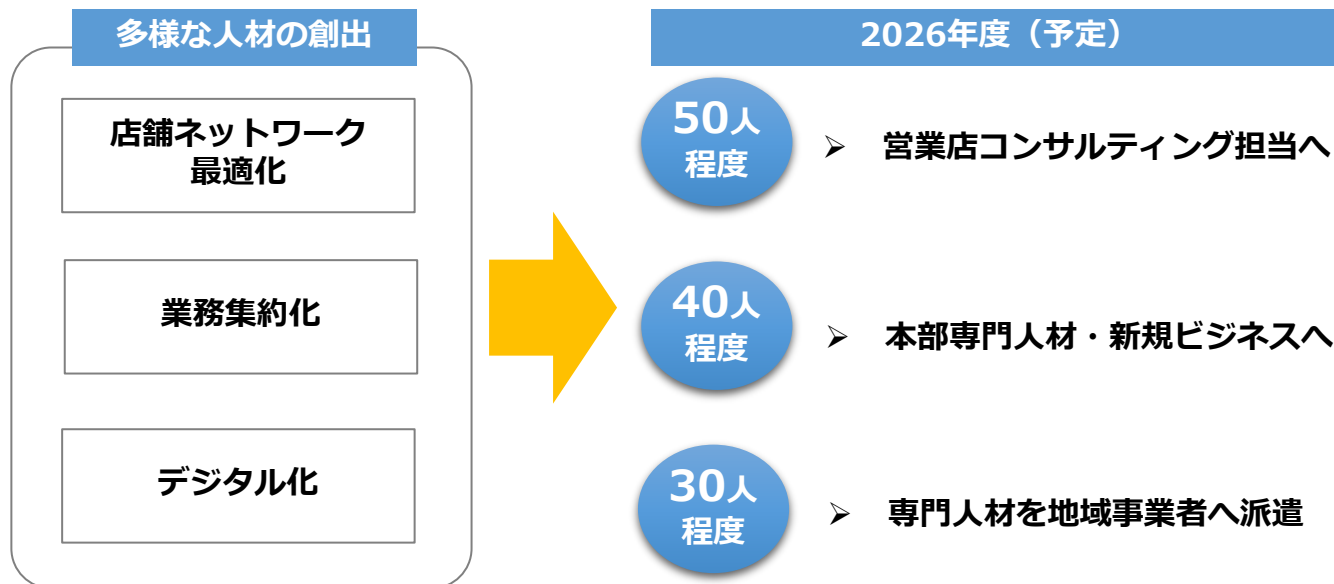 多様な人材の創出
店舗ネットワーク
最適化
業務集約化
デジタル化
2026年度（予定）
50人
程度
➢ 営業店コンサルティング担当へ
40人
程度
➢ 本部専門人材・新規ビジネスへ
30人
程度
➢ 専門人材を地域事業者へ派遣